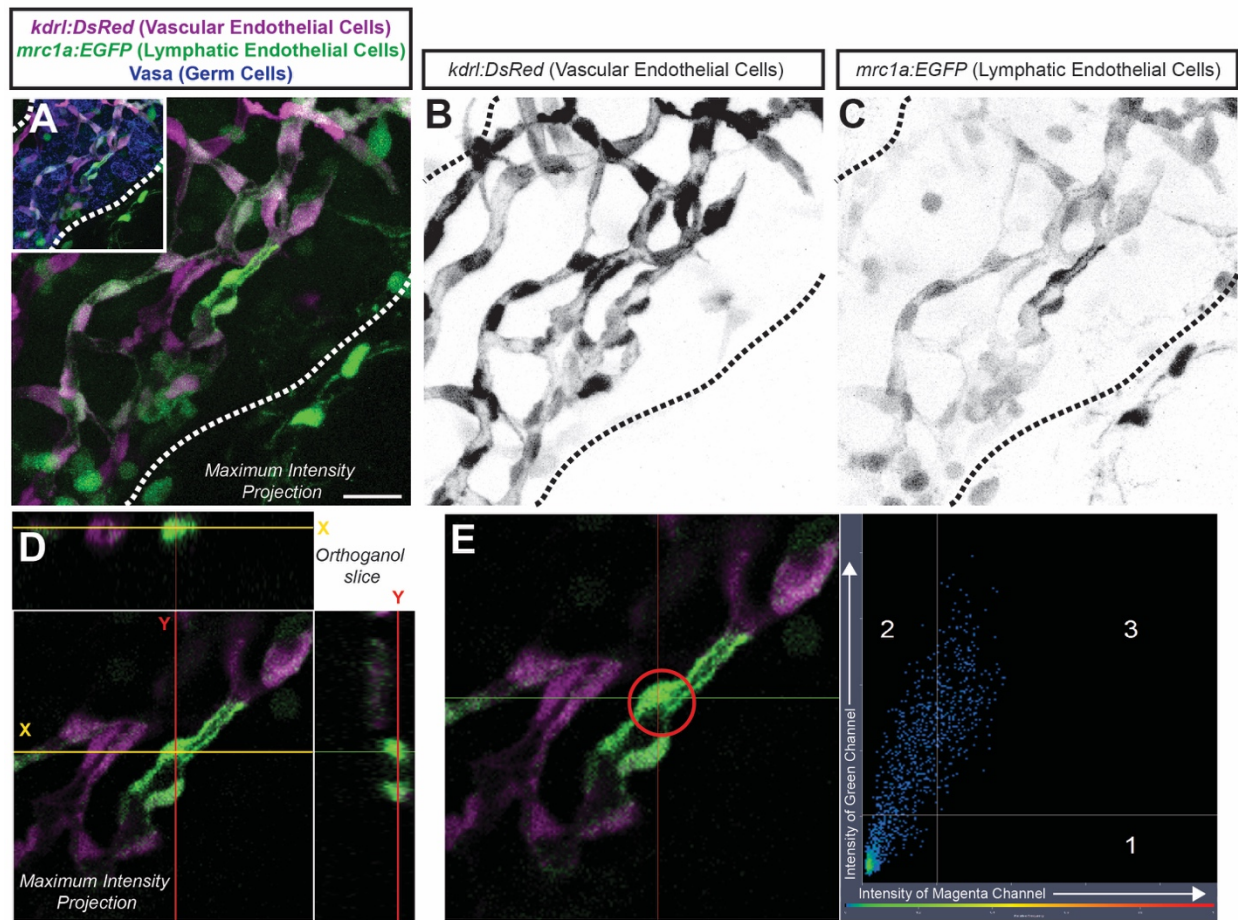 kdrl:DsRed (Vascular Endothelial Cells)
mrc1a:EGFP (Lymphatic Endothelial Cells)
Vasa (Germ Cells)
kdrl:DsRed (Vascular Endothelial Cells)
mrc1a:EGFP (Lymphatic Endothelial Cells)
A
B
C
Maximum Intensity
Projection
D
X
Orthoganol
slice
Y
Y
X
Maximum Intensity
Projection
E
Intensity of Green Channel
2
3
1
Intensity of Magenta Channel